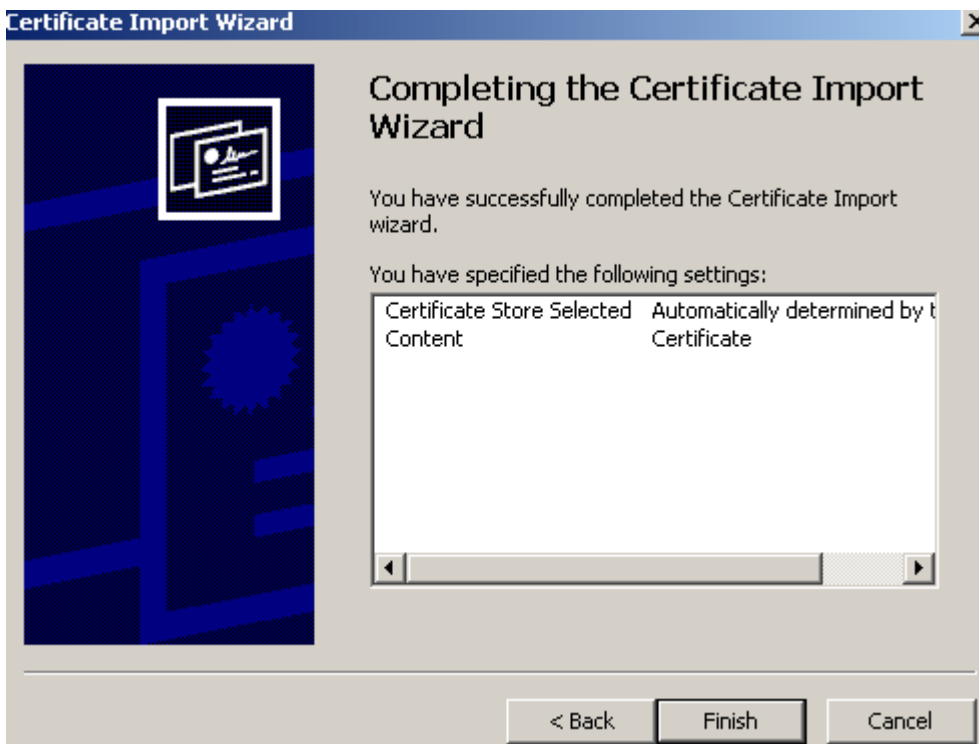 Certificate Import Wizard
Completing the Certificate Import
Wizard
You have successfully completed the Certificate Import
wizard.
You have specified the following settings:
Certificate Store Selected Automatically determined by t
Content Certificate
< Back Finish Cancel